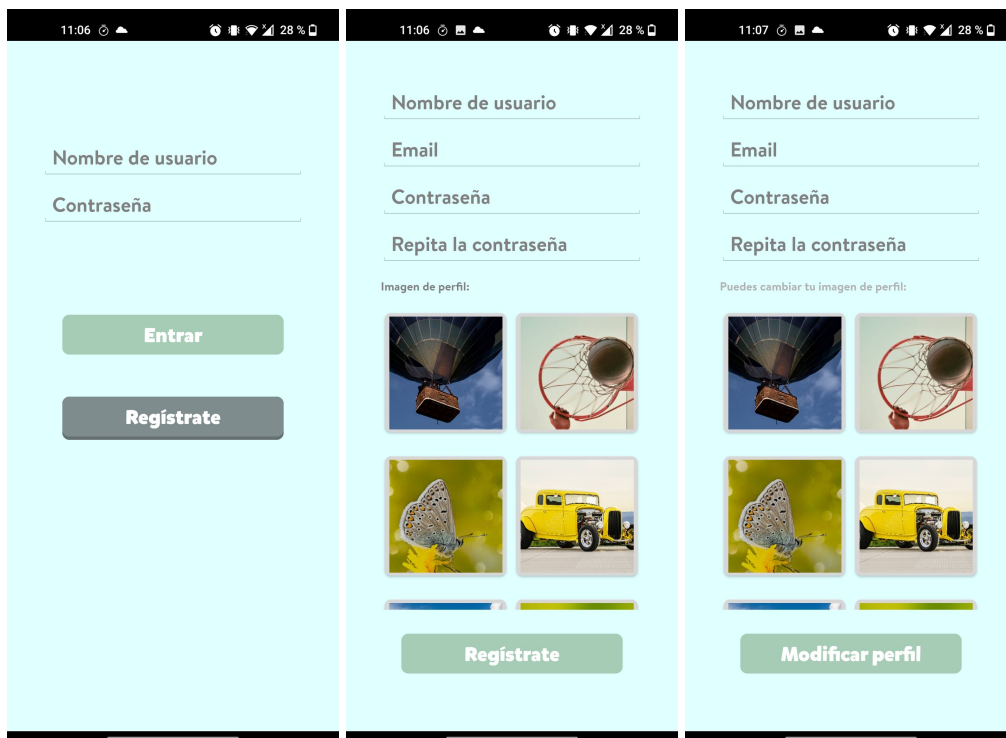 11:06
28 %
Nombre de usuario
Contraseña
Entrar
Regístrate
11:06
28 %
Nombre de usuario
Email
Contraseña
Repita la contraseña
Imagen de perfil:
Regístrate
11:07
28 %
Nombre de usuario
Email
Contraseña
Repita la contraseña
Puedes cambiar tu imagen de perfil:
Modificar perfil